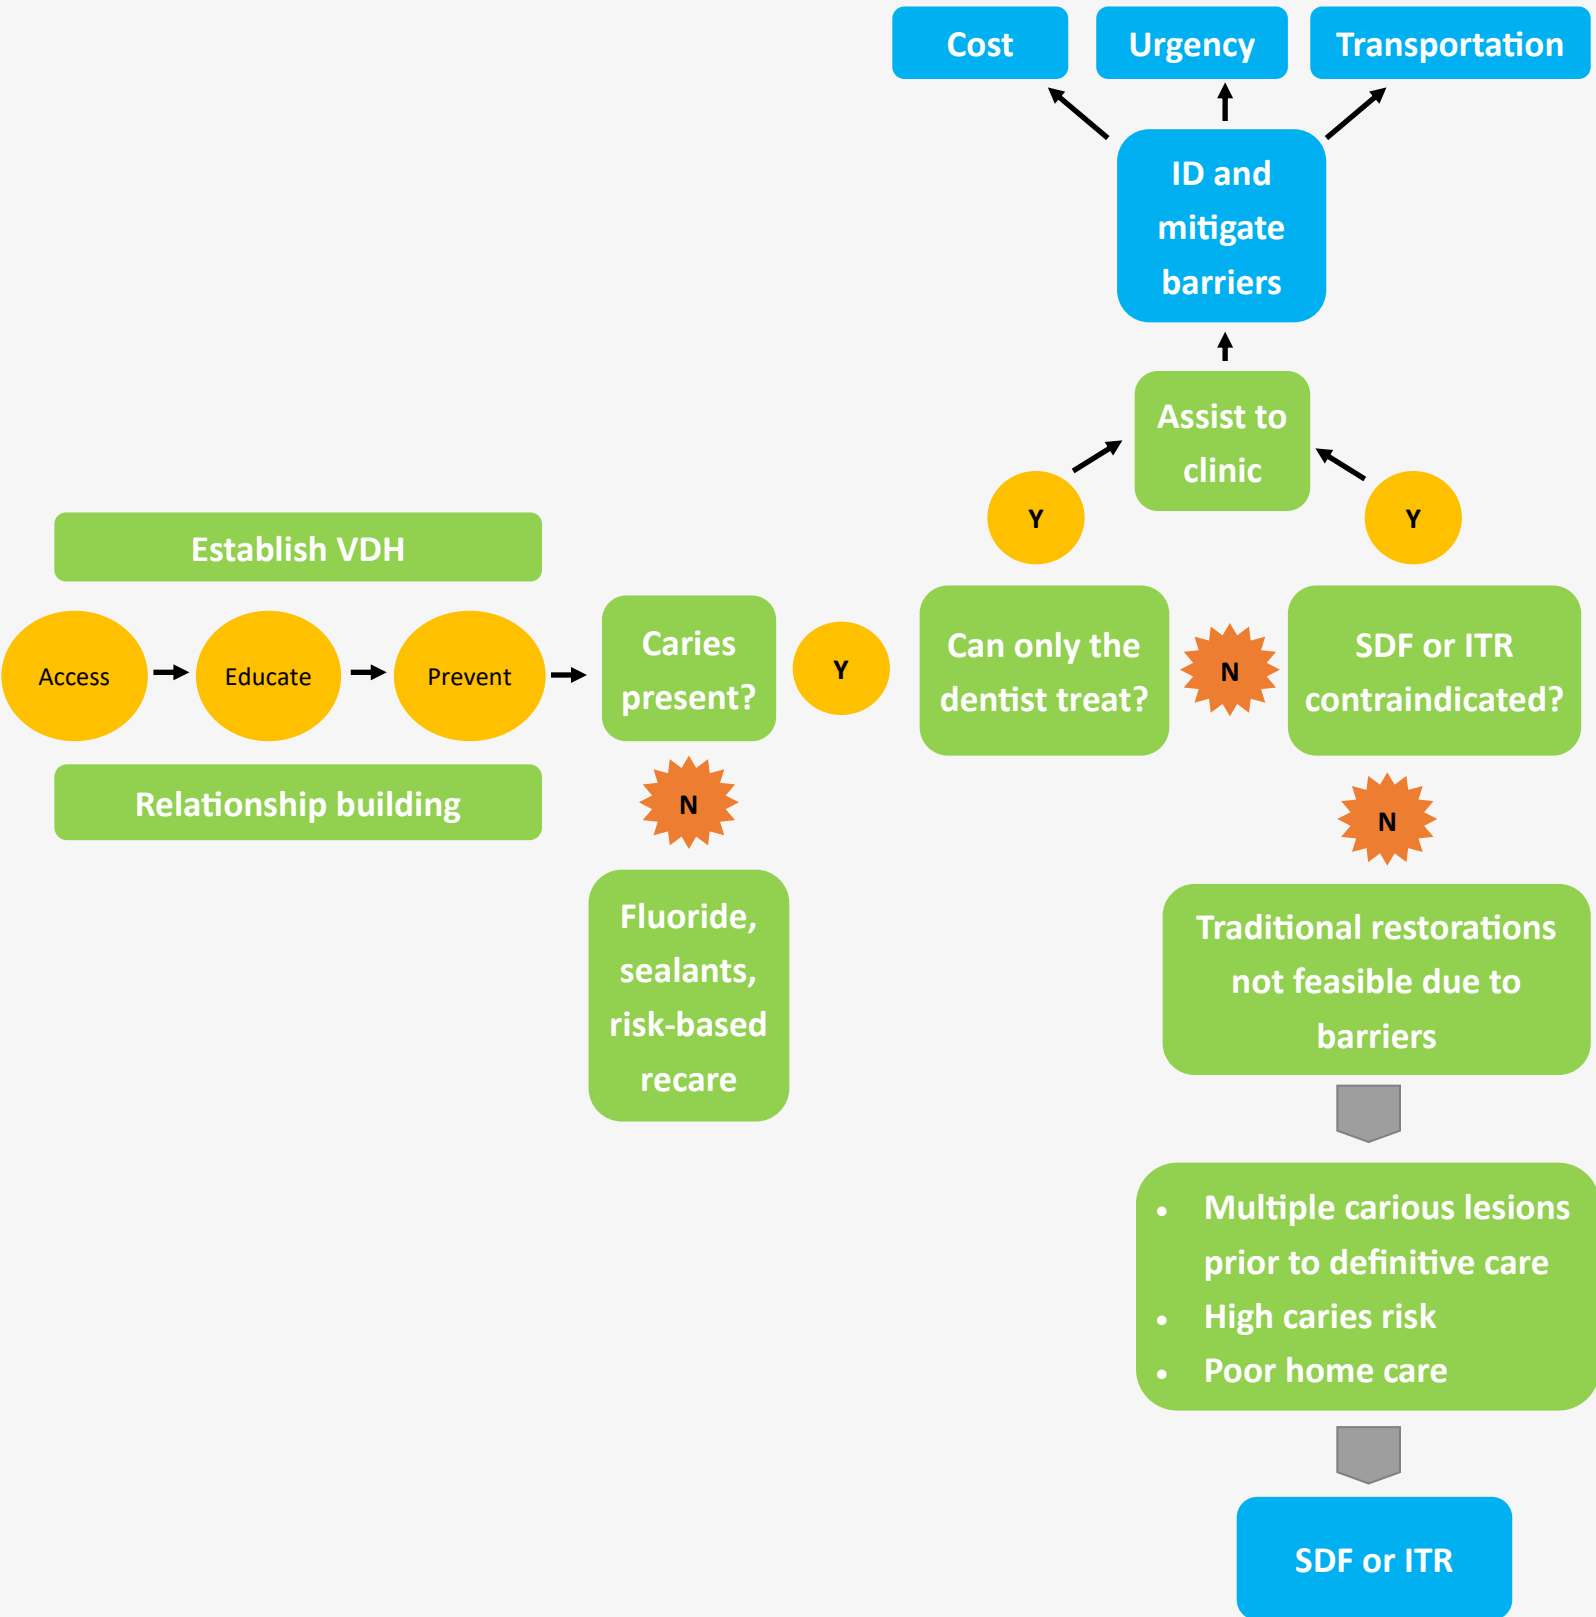 Cost
Urgency
Transportation
ID and
mitigate
barriers
Assist to
clinic
Y
Y
Establish VDH
Access
Educate
Prevent
Relationship building
Caries
present?
Y
Can only the
dentist treat?
N
SDF or ITR
contraindicated?
N
Fluoride,
sealants,
risk-based
recare
N
Traditional restorations
not feasible due to
barriers
• Multiple carious lesions
prior to definitive care
• High caries risk
• Poor home care
SDF or ITR